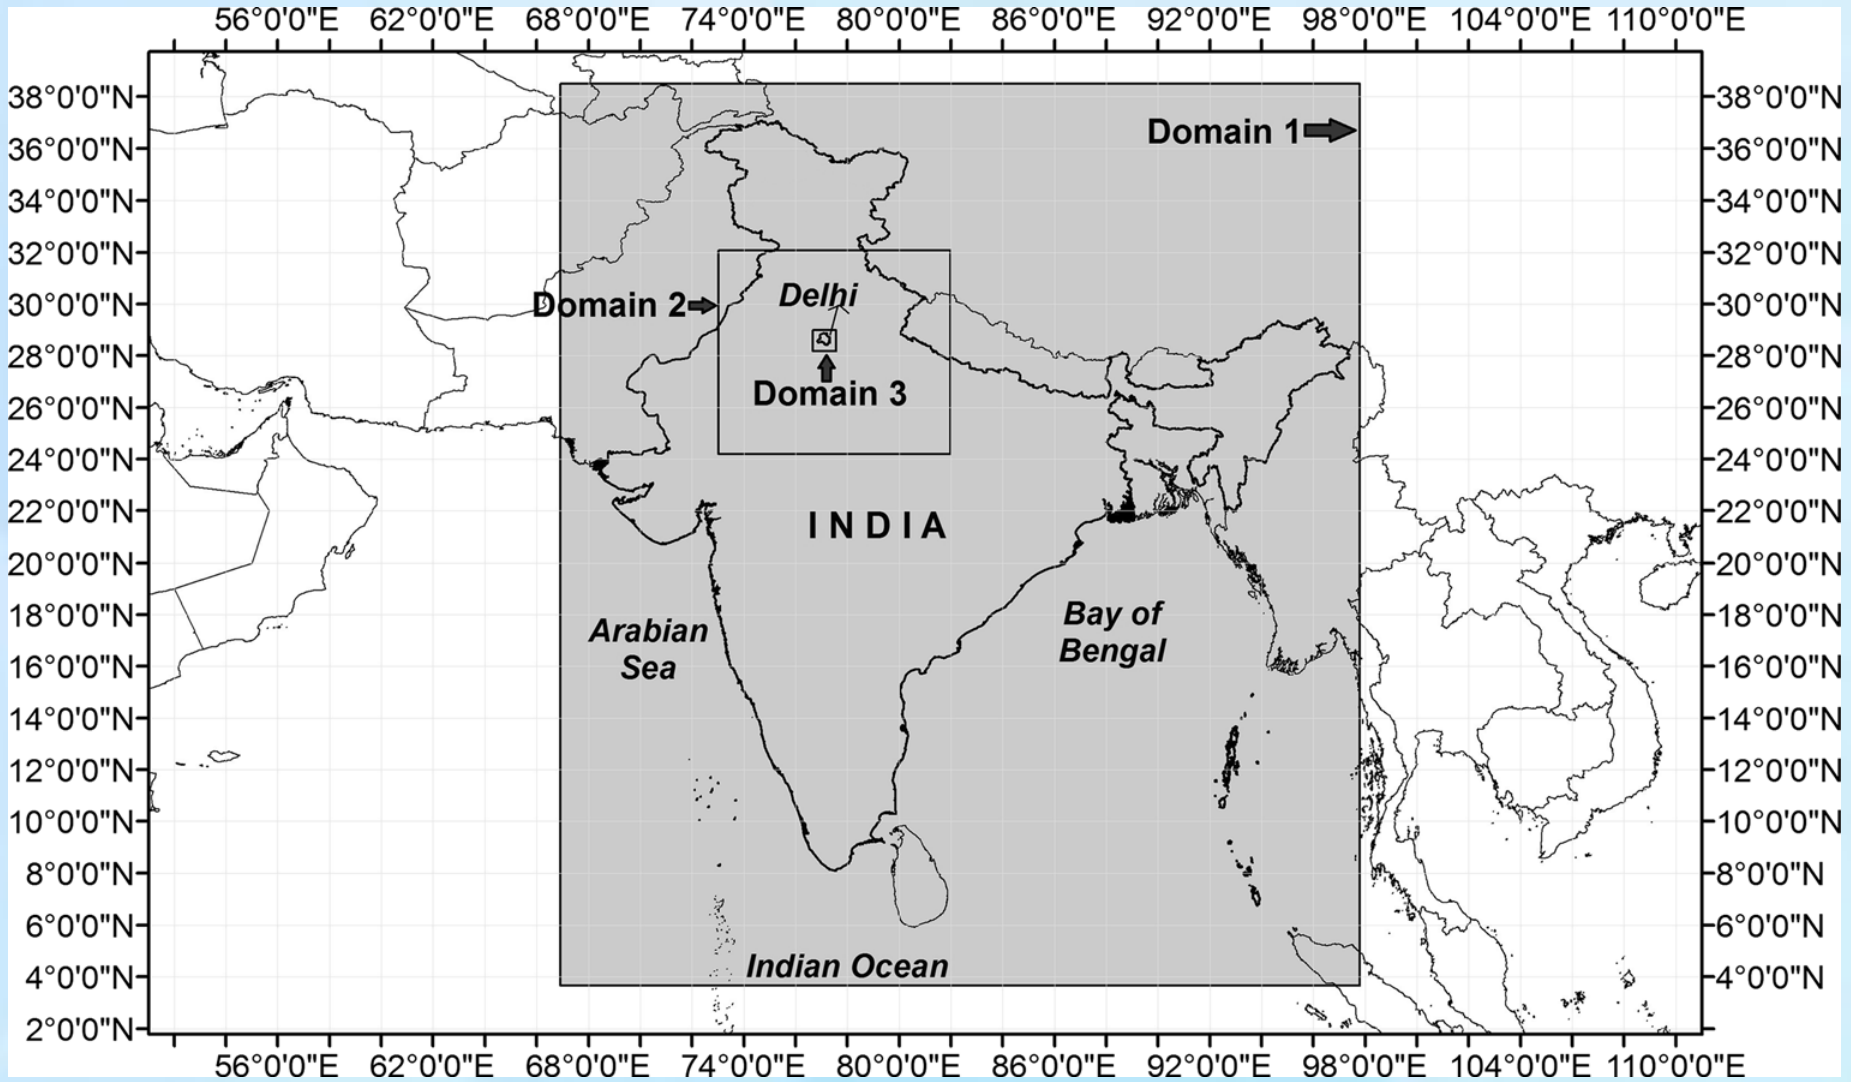 56°0'0"E 62°0'0"E 68°0'0"E 74°0'0"E 80°0'0"E 86°0'0"E 92°0'0"E 98°0'0"E 104°0'0"E 110°0'0"E
38°0'0"N 38°0'0"N
Domain 1
36°0'0"N 36°0'0"N
34°0'0"N 34°0'0"N
32°0'0"N 32°0'0"N
Delhi
30°0'0"N Domain 2 30°0'0"N
28°0'0"N 28°0'0"N
Domain 3
26°0'0"N 26°0'0"N
24°0'0"N 24°0'0"N
22°0'0"N 22°0'0"N
INDIA
20°0'0"N 20°0'0"N
18°0'0"N 18°0'0"N
Arabian
Sea
Bay of
Bengal
16°0'0"N 16°0'0"N
14°0'0"N 14°0'0"N
12°0'0"N 12°0'0"N
10°0'0"N 10°0'0"N
8°0'0"N 8°0'0"N
6°0'0"N 6°0'0"N
Indian Ocean
4°0'0"N 4°0'0"N
2°0'0"N
56°0'0"E 62°0'0"E 68°0'0"E 74°0'0"E 80°0'0"E 86°0'0"E 92°0'0"E 98°0'0"E 104°0'0"E 110°0'0"E